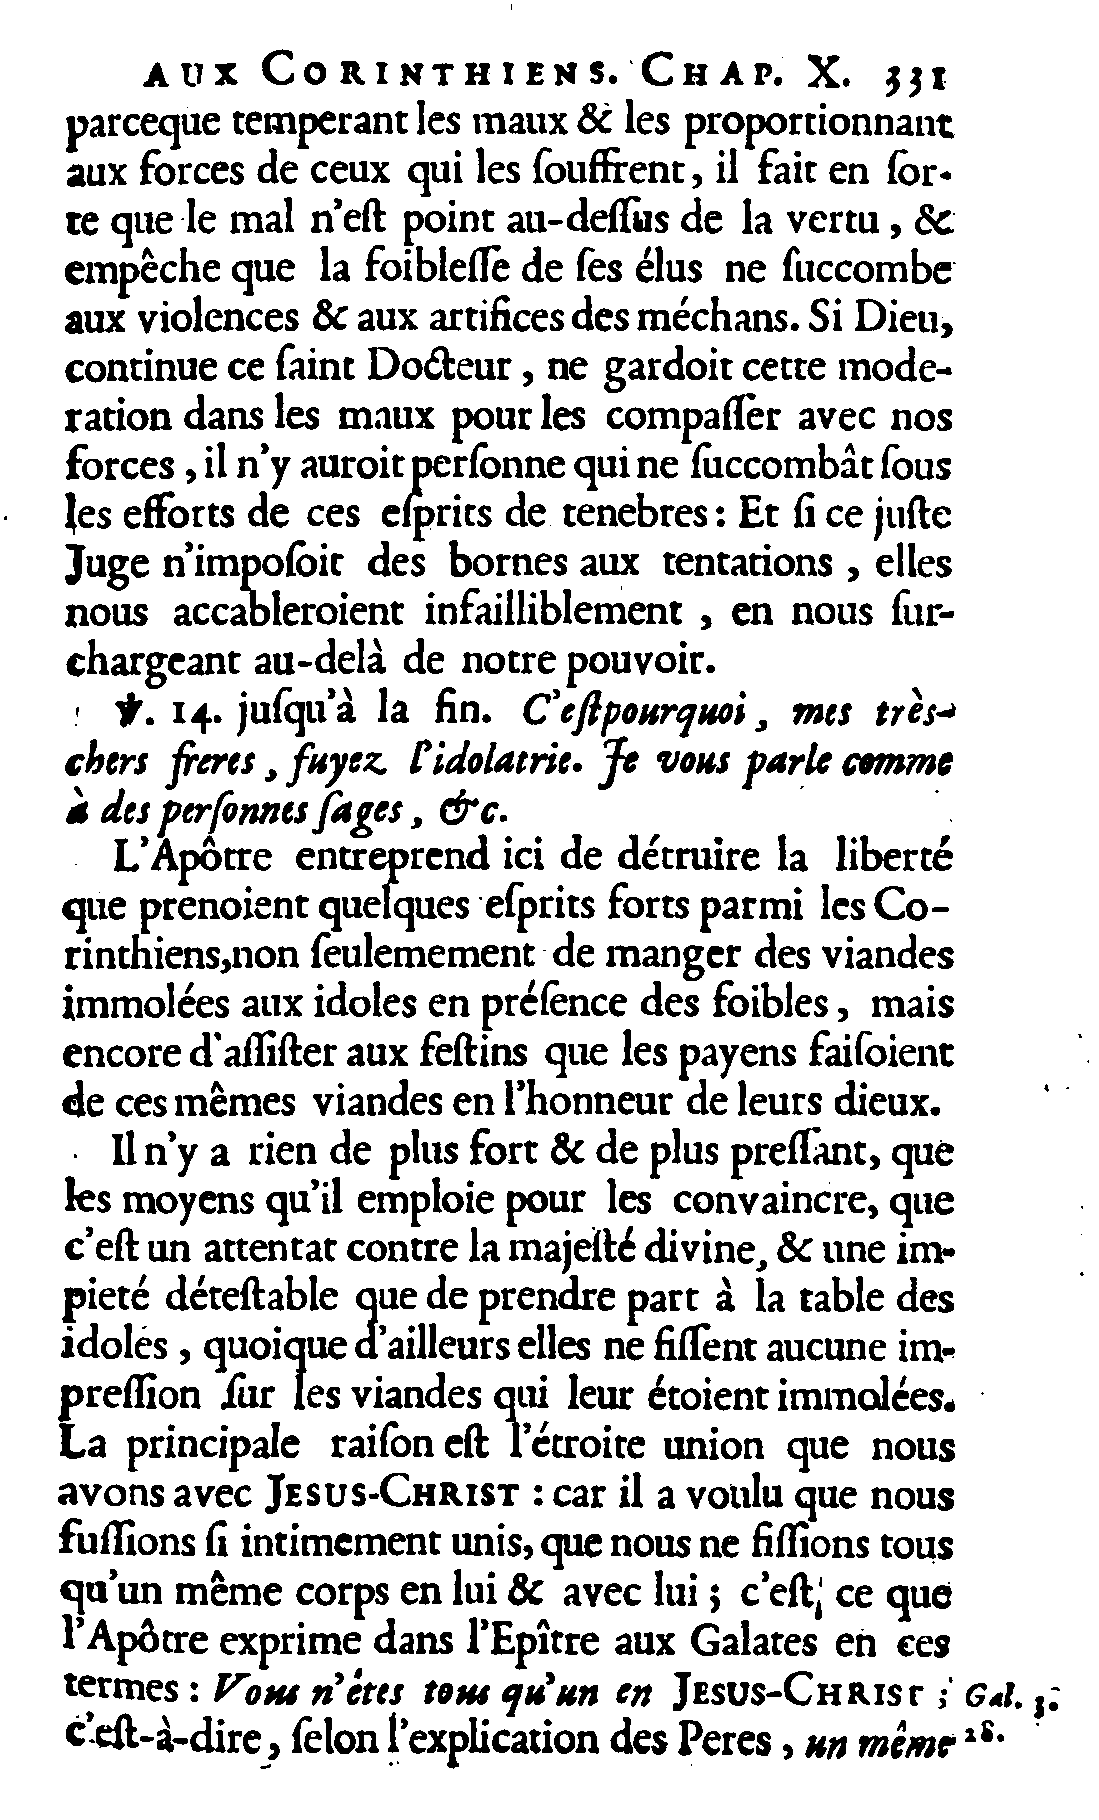 AUX CORINTHIENS. CHAP. X. 331
parceque temperant les maux & les proportionnant
aux forces de ceux qui les ſouffrent, il fait en ſor-
te que le mal n'eſt point au-deſſus de la vertu, &
empêche que la foibleſſe de ſes élus ne ſuccombe
aux violences & aux artifices des méchans. Si Dieu,
continue ce ſaint Docteur, ne gardoit cette mode-
ration dans les maux pour les compaſſer avec nos
forces, il n'y auroit perſonne qui ne ſuccombât ſous
les efforts de ces eſprits de tenebres : Et ſi ce juſte
Juge n'impoſoit des bornes aux tentations, elles
nous accableroient infailliblement, en nous ſur-
chargeant au-delà de notre pouvoir.
℣. 14. juſqu'à la fin. C'eſtpourquoi, mes très-
chers freres, fuyez l'idolatrie. Je vous parle comme
à des perſonnes ſages, &c.
L'Apôtre entreprend ici de détruire la liberté
que prenoient quelques eſprits forts parmi les Co-
rinthiens,non ſeulemement de manger des viandes
immolées aux idoles en préſence des foibles, mais
encore d'aſſiſter aux feſtins que les payens faiſoient
de ces mêmes viandes en l'honneur de leurs dieux.
Il n'y a rien de plus fort & de plus preſſant, que
les moyens qu'il emploie pour les convaincre, que
c'eſt un attentat contre la majeſté divine, & une im-
pieté déteſtable que de prendre part à la table des
idoles, quoique d'ailleurs elles ne fiſſent aucune im-
preſſion ſur les viandes qui leur étoient immolées.
La principale raiſon eſt l'étroite union que nous
avons avec JESUS-CHRIST : car il a voulu que nous
fuſſions ſi intimement unis, que nous ne fiſſions tous
qu'un même corps en lui & avec lui ; c'eſt ce que
l'Apôtre exprime dans l'Epître aux Galates en ces
termes : Vous n'êtes tous qu'un en JESUS-CHRIST ; Gal. 3.
c'eſt-à-dire, ſelon l'explication des Peres, un même 28.